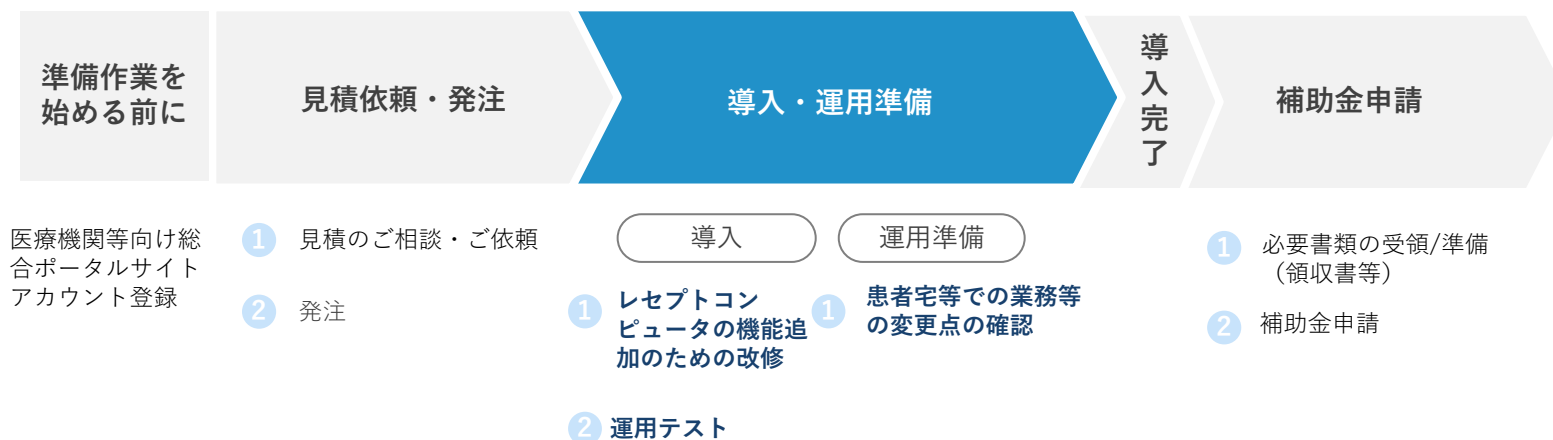 準備作業を
始める前に
見積依頼・発注
導入・運用準備
導
入
完
了
補助金申請
医療機関等向け総
合ポータルサイト
アカウント登録
1 見積のご相談・ご依頼
2 発注
導入
1 レセプトコン
ピュータの機能追
加のための改修
2 運用テスト
運用準備
1 患者宅等での業務等
の変更点の確認
1 必要書類の受領/準備
（領収書等）
2 補助金申請